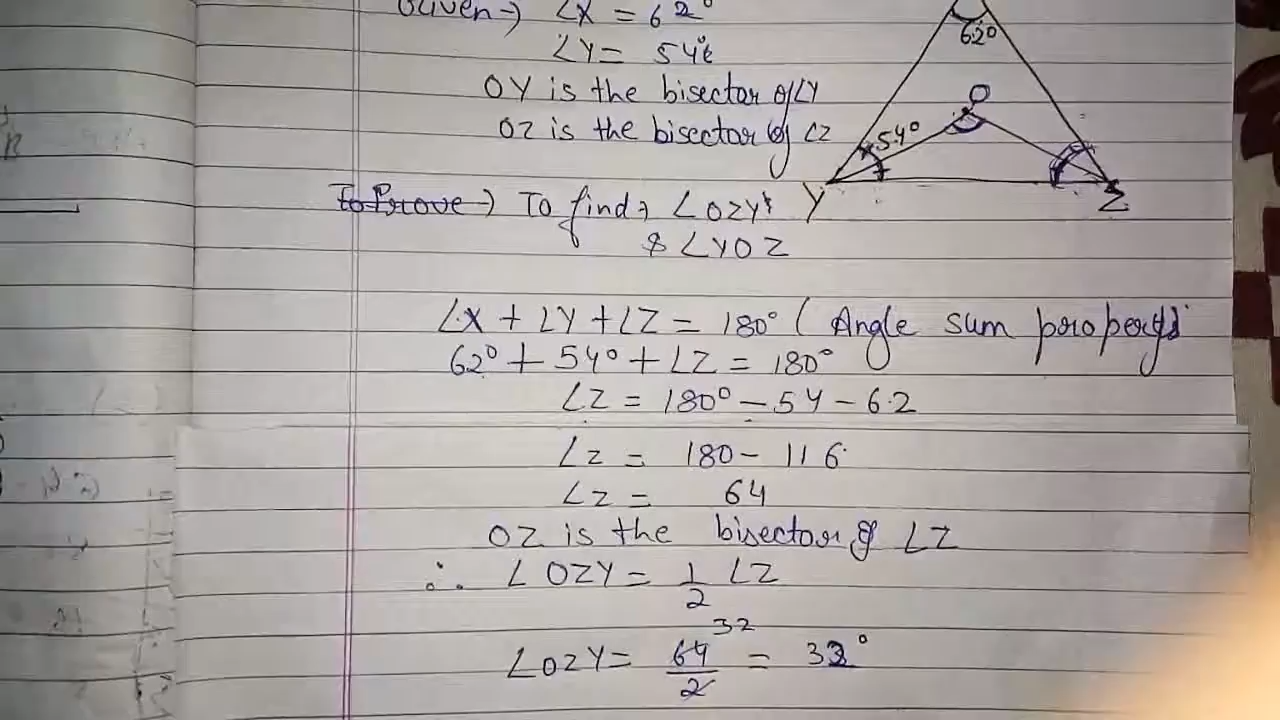 Given → ∠X = 62°
∠Y = 54°
OY is the bisector of ∠Y
OZ is the bisector of ∠Z
62°
O
54°
Y
Z
To Prove → To find → ∠OZY
& ∠YOZ
∠X + ∠Y + ∠Z = 180° ( Angle sum property)
62° + 54° + ∠Z = 180°
∠Z = 180° - 54 - 62
∠Z = 180 - 116
∠Z = 64
OZ is the bisector of ∠Z
∴ ∠OZY = 1/2 ∠Z
∠OZY = 64/2 32 = 32°